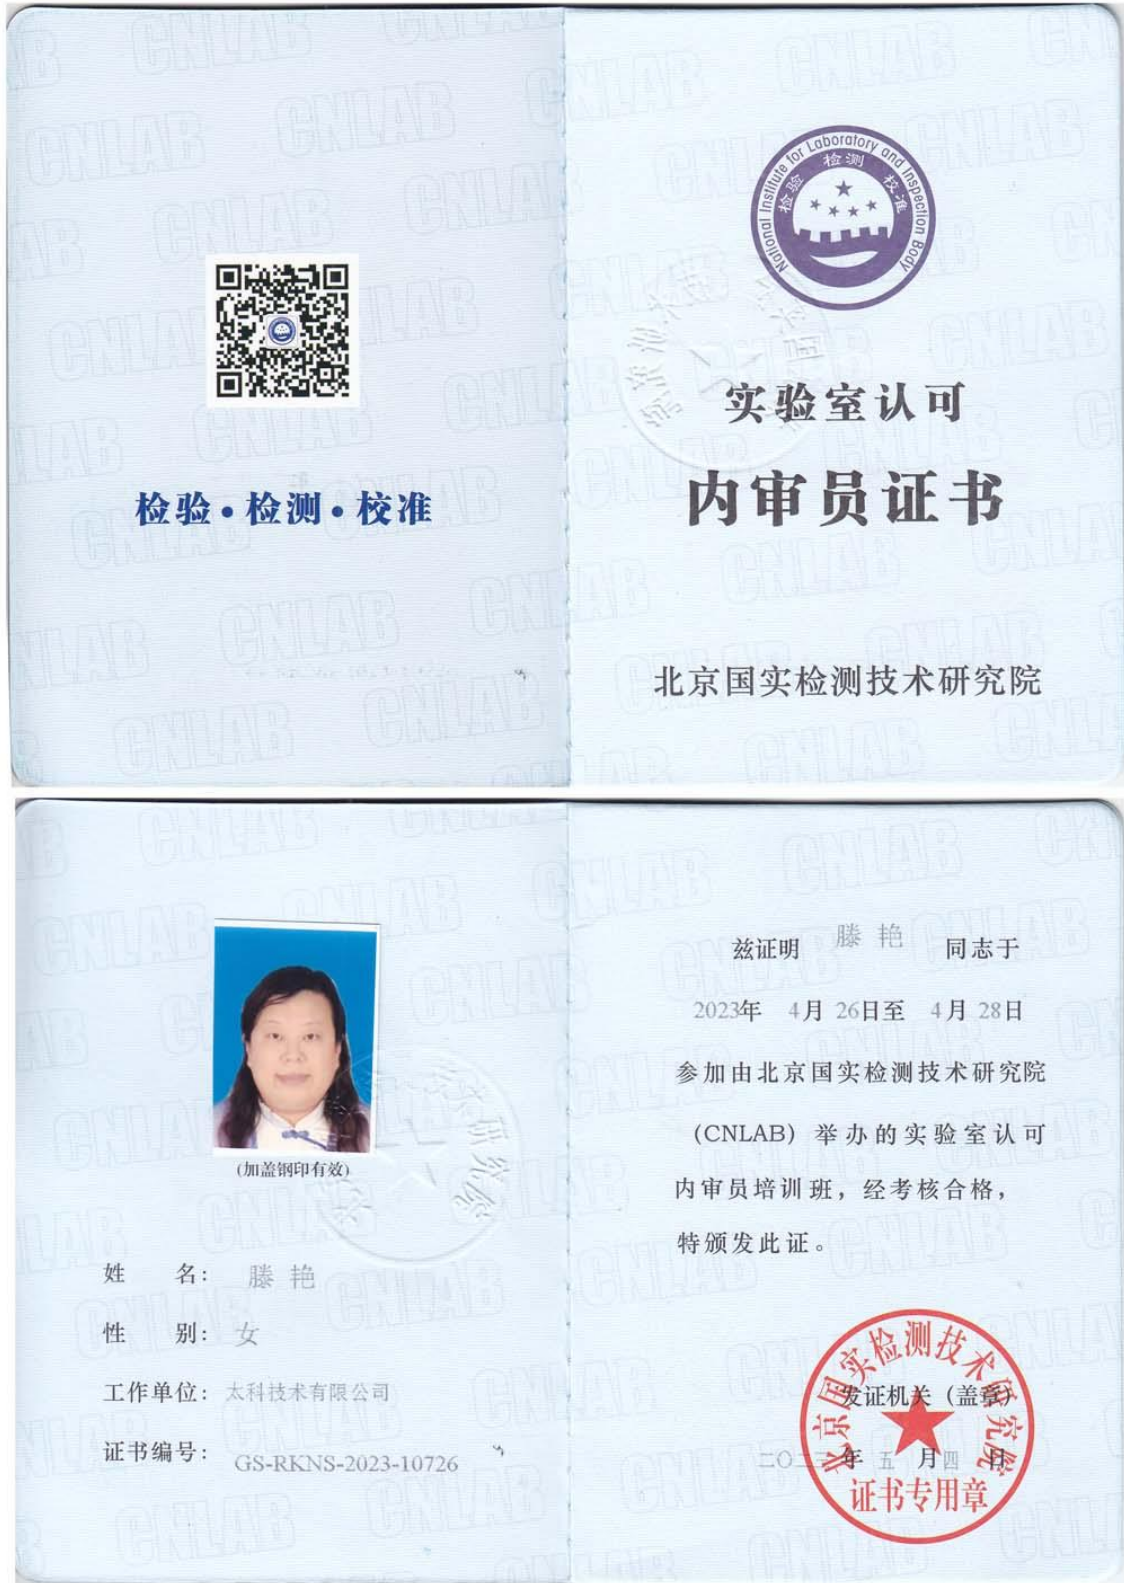 CNLAB
检验·检测·校准
National Institute for Laboratory and Inspection Body
检验 检测 校准
实验室认可
内审员证书
北京国实检测技术研究院
(加盖钢印有效)
姓 名: 滕 艳
性 别: 女
工作单位: 太科技术有限公司
证书编号: GS-RKNS-2023-10726
兹证明 滕 艳 同志于
2023年 4月 26日至 4月 28日
参加由北京国实检测技术研究院
(CNLAB) 举办的实验室认可
内审员培训班，经考核合格，
特颁发此证。
北京国实检测技术研究院
发证机关 (盖章)
二〇二三年 五 月四 日
证书专用章